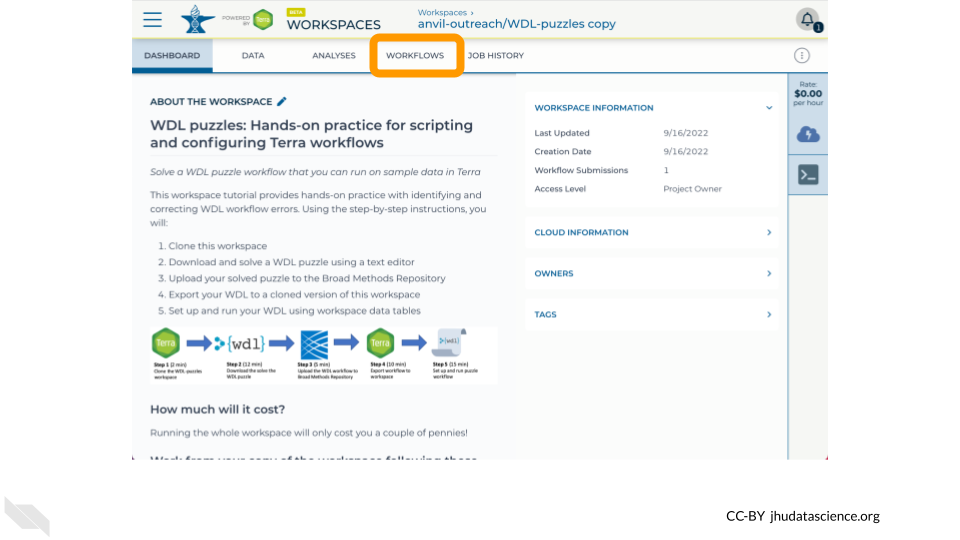 POWERED
BY
Terra
BETA
WORKSPACES
Workspaces ›
anvil-outreach/WDL-puzzles copy
1
DASHBOARD DATA ANALYSES WORKFLOWS JOB HISTORY
Rate:
$0.00
per hour
ABOUT THE WORKSPACE
WDL puzzles: Hands-on practice for scripting
and configuring Terra workflows
Solve a WDL puzzle workflow that you can run on sample data in Terra
This workspace tutorial provides hands-on practice with identifying and
correcting WDL workflow errors. Using the step-by-step instructions, you
will:
1. Clone this workspace
2. Download and solve a WDL puzzle using a text editor
3. Upload your solved puzzle to the Broad Methods Repository
4. Export your WDL to a cloned version of this workspace
5. Set up and run your WDL using workspace data tables
Terra {wdl} Terra {wdl}
Step 1 (2 min)
Clone the WDL puzzles
workspace
Step 2 (12 min)
Download the solve the
WDL puzzle
Step 3 (5 min)
Upload the WDL workflow to
Broad Methods Repository
Step 4 (10 min)
Export workflow to
workspace
Step 5 (15 min)
Set up and run puzzle
workflow
How much will it cost?
Running the whole workspace will only cost you a couple of pennies!
Work from your copy of the workspace following these
WORKSPACE INFORMATION
Last Updated 9/16/2022
Creation Date 9/16/2022
Workflow Submissions 1
Access Level Project Owner
CLOUD INFORMATION
OWNERS
TAGS
CC-BY jhudatascience.org